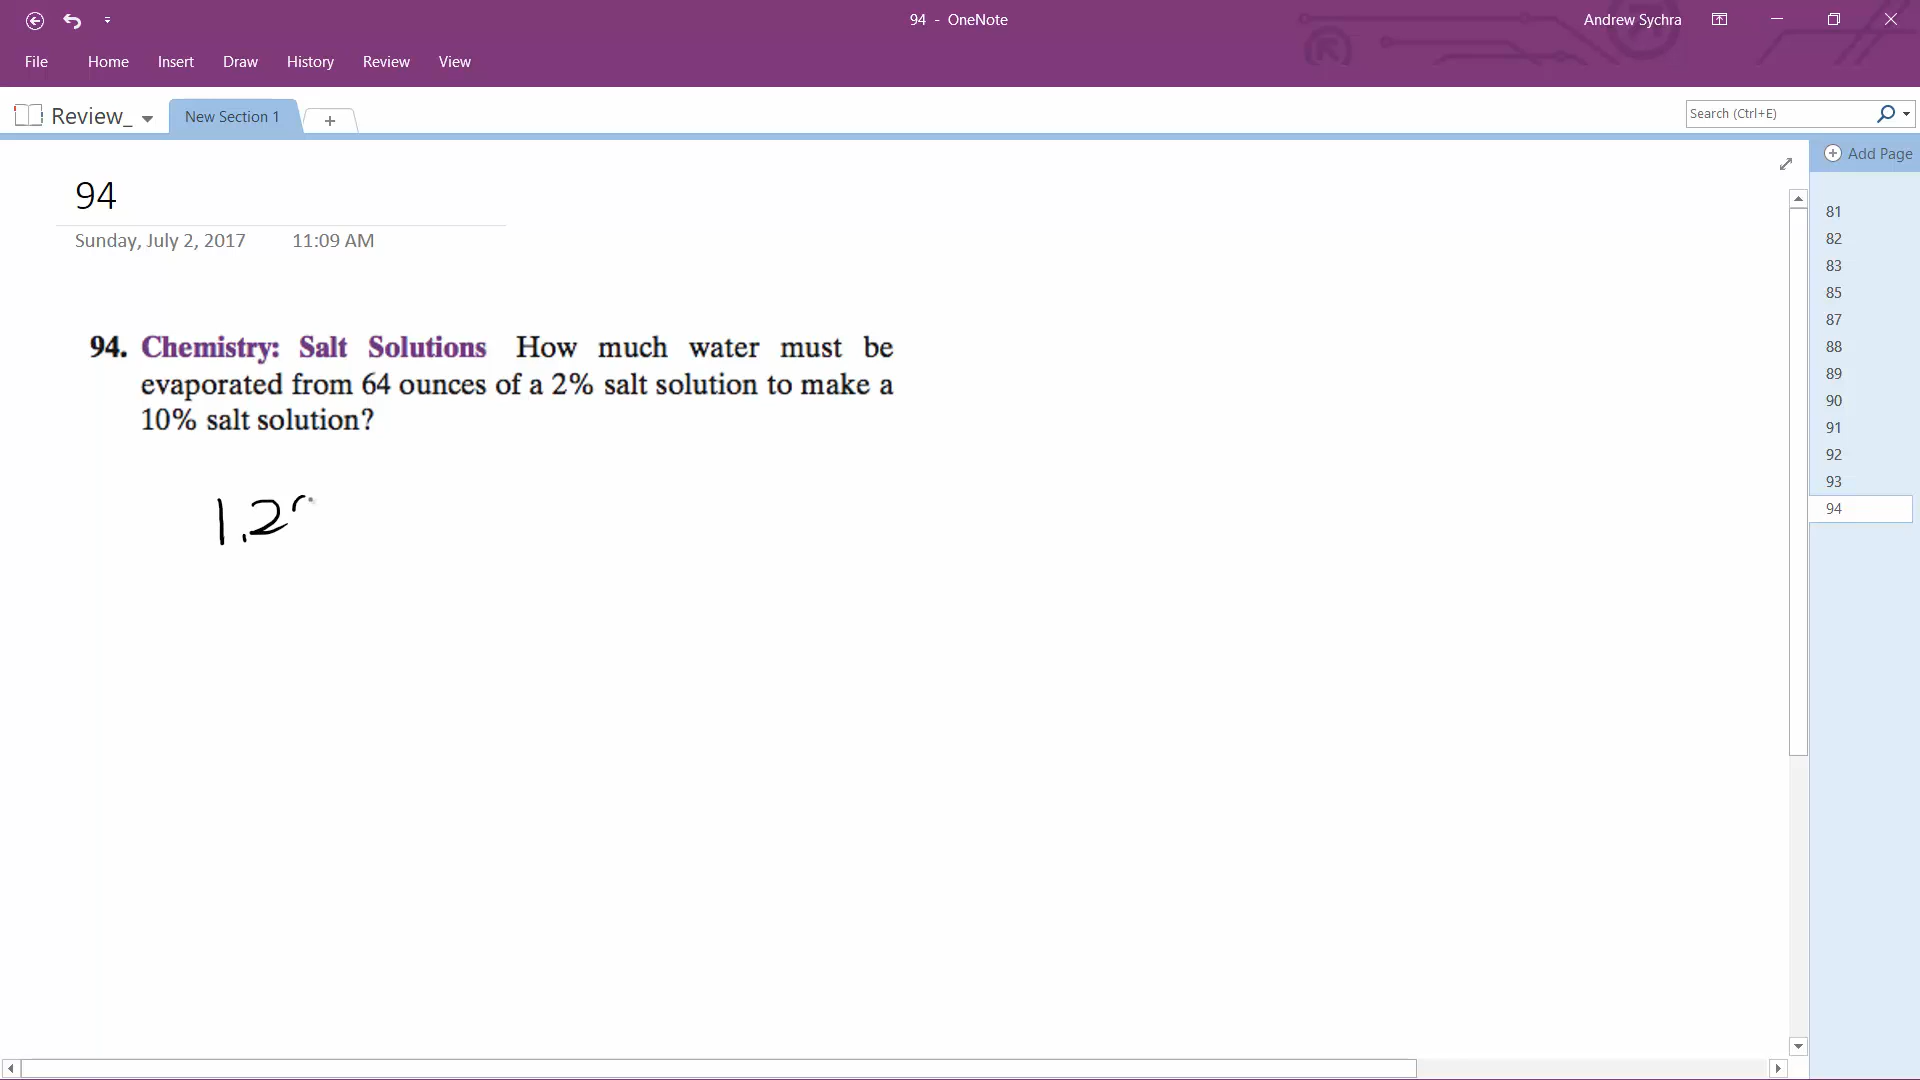 94 - OneNote
Andrew Sychra
File Home Insert Draw History Review View
Review_ New Section 1 +
Search (Ctrl+E)
Add Page
94
Sunday, July 2, 2017 11:09 AM
94. Chemistry: Salt Solutions How much water must be
evaporated from 64 ounces of a 2% salt solution to make a
10% salt solution?
1.2
81
82
83
85
87
88
89
90
91
92
93
94